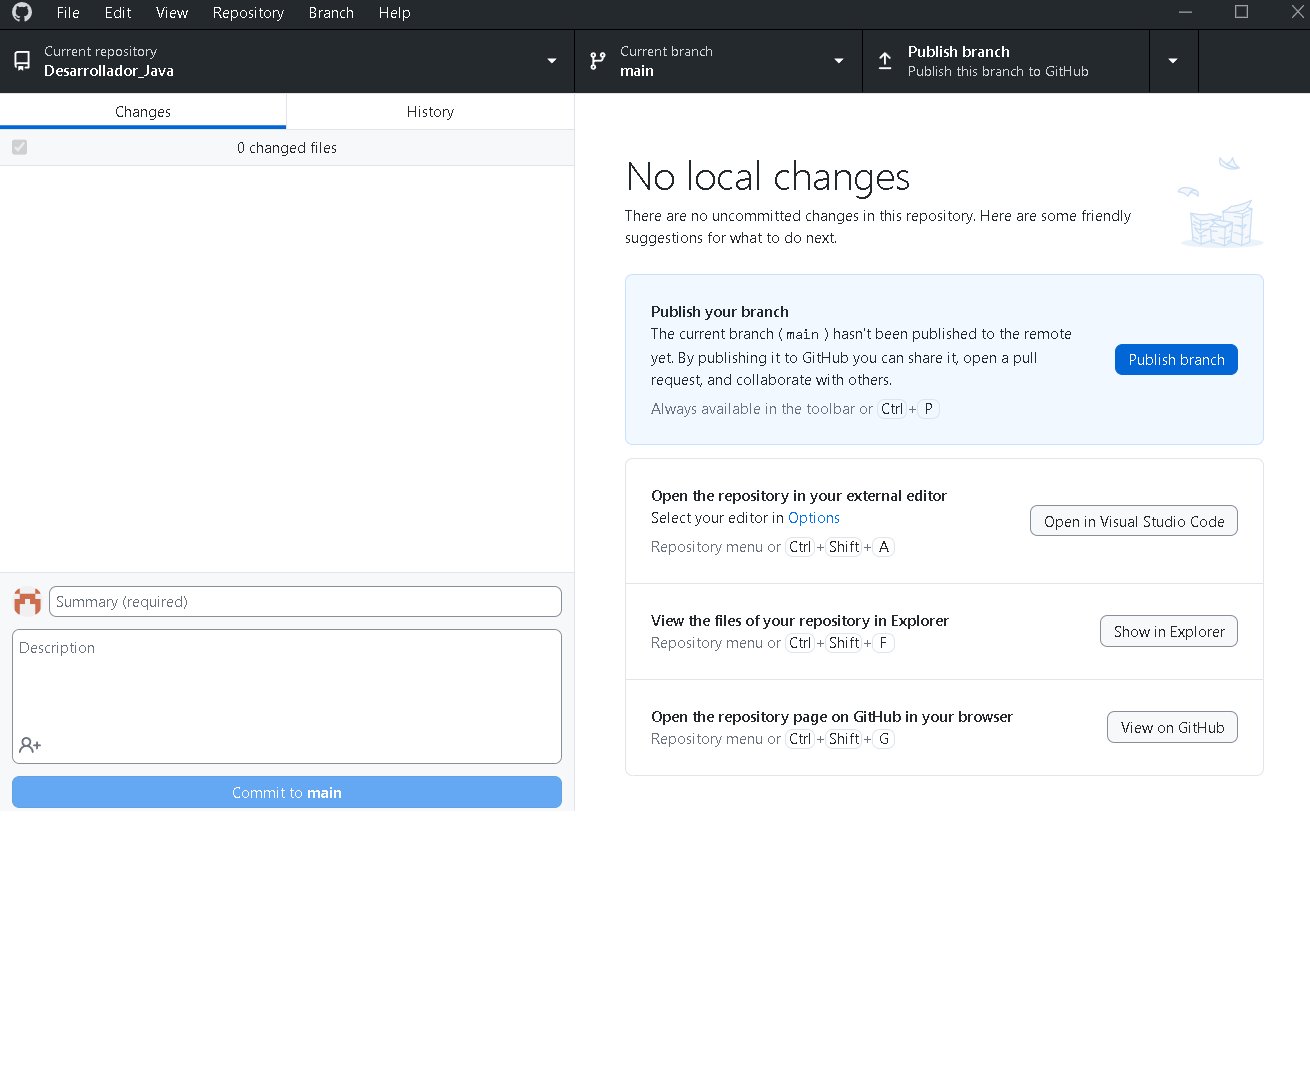 File Edit View Repository Branch Help
Current repository
Desarrollador_Java
Current branch
main
Publish branch
Publish this branch to GitHub
Changes
History
0 changed files
No local changes
There are no uncommitted changes in this repository. Here are some friendly
suggestions for what to do next.
Publish your branch
The current branch ( main ) hasn't been published to the remote
yet. By publishing it to GitHub you can share it, open a pull
request, and collaborate with others.
Always available in the toolbar or Ctrl + P
Publish branch
Open the repository in your external editor
Select your editor in Options
Repository menu or Ctrl + Shift + A
Open in Visual Studio Code
View the files of your repository in Explorer
Repository menu or Ctrl + Shift + F
Show in Explorer
Open the repository page on GitHub in your browser
Repository menu or Ctrl + Shift + G
View on GitHub
Summary (required)
Description
Commit to main